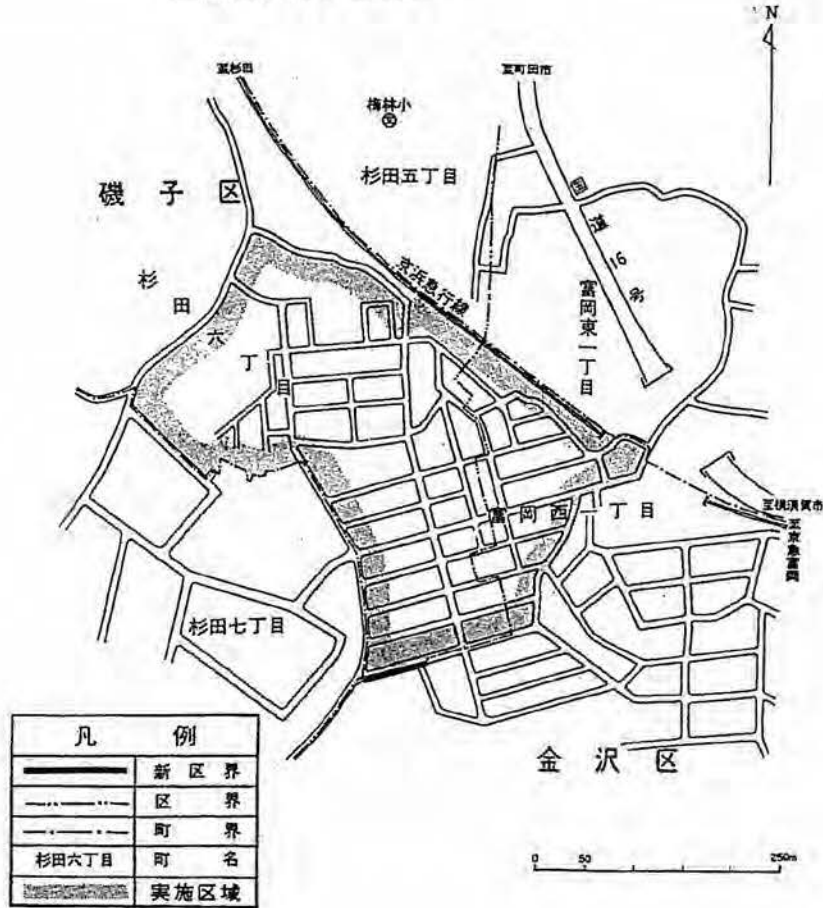 N
至杉田
至町田市
梅林小
文
杉田五丁目
磯子区
京浜急行線
国道16号
富岡東一丁目
杉田六丁目
至横須賀市
至京急富岡
富岡西一丁目
杉田七丁目
金沢区
凡例
新区界
区界
町界
杉田六丁目 町名
実施区域
0 50 250m